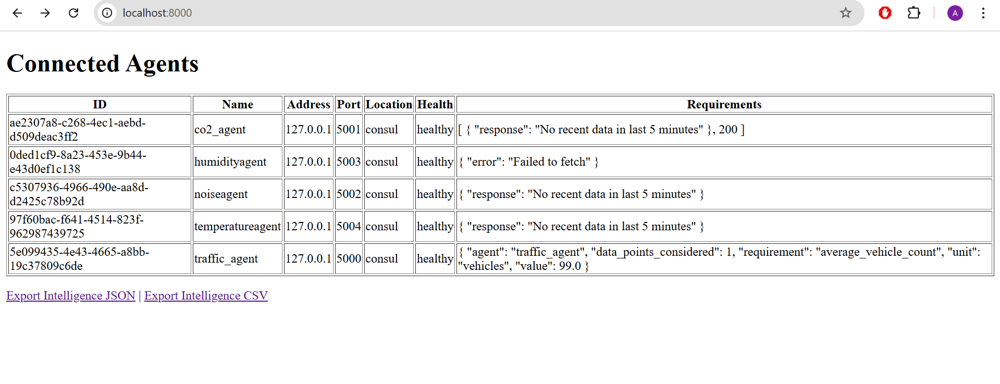 localhost:8000
A
Connected Agents
ID Name Address Port Location Health Requirements
ae2307a8-c268-4ec1-aebd-
d509deac3ff2 co2_agent 127.0.0.1 5001 consul healthy [ { "response": "No recent data in last 5 minutes" }, 200 ]
0ded1cf9-8a23-453e-9b44-
e43d0ef1c138 humidityagent 127.0.0.1 5003 consul healthy { "error": "Failed to fetch" }
c5307936-4966-490e-aa8d-
d2425c78b92d noiseagent 127.0.0.1 5002 consul healthy { "response": "No recent data in last 5 minutes" }
97f60bac-f641-4514-823f-
962987439725 temperatureagent 127.0.0.1 5004 consul healthy { "response": "No recent data in last 5 minutes" }
5e099435-4e43-4665-a8bb-
19c37809c6de traffic_agent 127.0.0.1 5000 consul healthy { "agent": "traffic_agent", "data_points_considered": 1, "requirement": "average_vehicle_count", "unit":
"vehicles", "value": 99.0 }
Export Intelligence JSON | Export Intelligence CSV